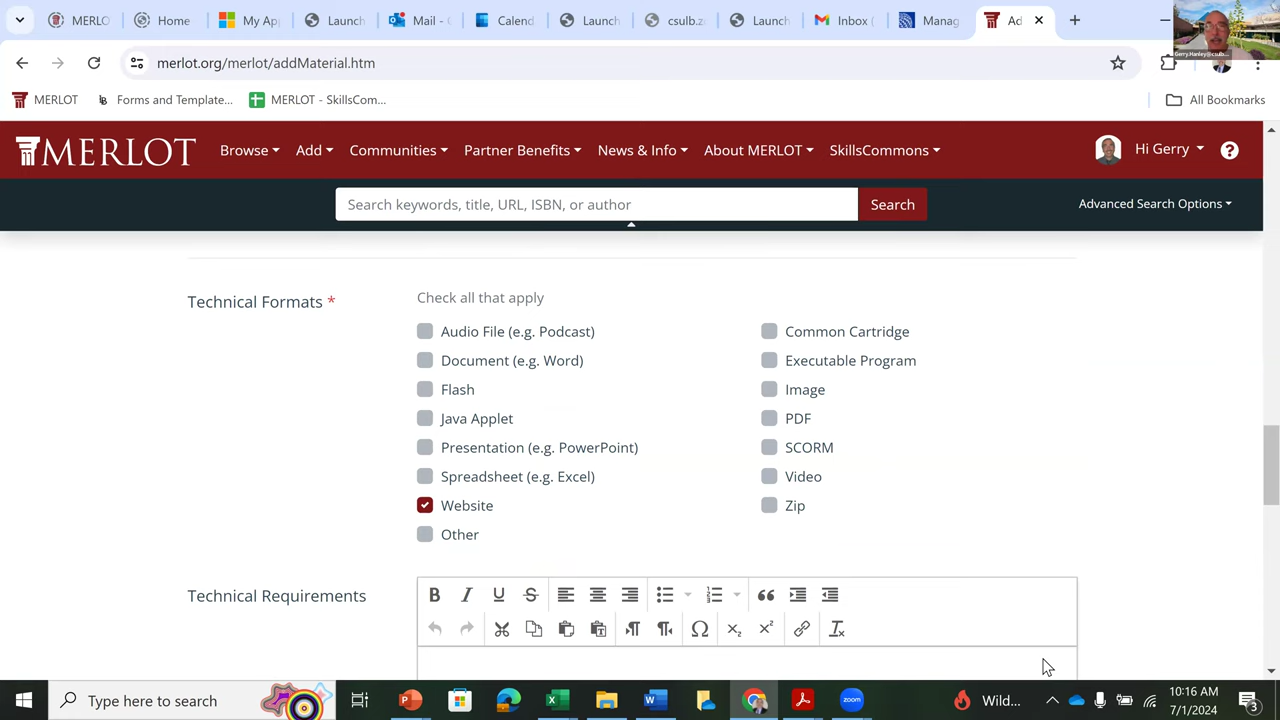 MERLO
Home
My Ap
Launch
Mail -
Calend
Launch
csulb.z
Launch
Inbox (
Manag
Ad
merlot.org/merlot/addMaterial.htm
MERLOT
Forms and Template...
MERLOT - SkillsCom...
All Bookmarks
MERLOT
Browse
Add
Communities
Partner Benefits
News & Info
About MERLOT
SkillsCommons
Hi Gerry
?
Search keywords, title, URL, ISBN, or author
Search
Advanced Search Options
Technical Formats *
Check all that apply
Audio File (e.g. Podcast)
Common Cartridge
Document (e.g. Word)
Executable Program
Flash
Image
Java Applet
PDF
Presentation (e.g. PowerPoint)
SCORM
Spreadsheet (e.g. Excel)
Video
Website
Zip
Other
Technical Requirements
Type here to search
Wild...
10:16 AM
7/1/2024
3